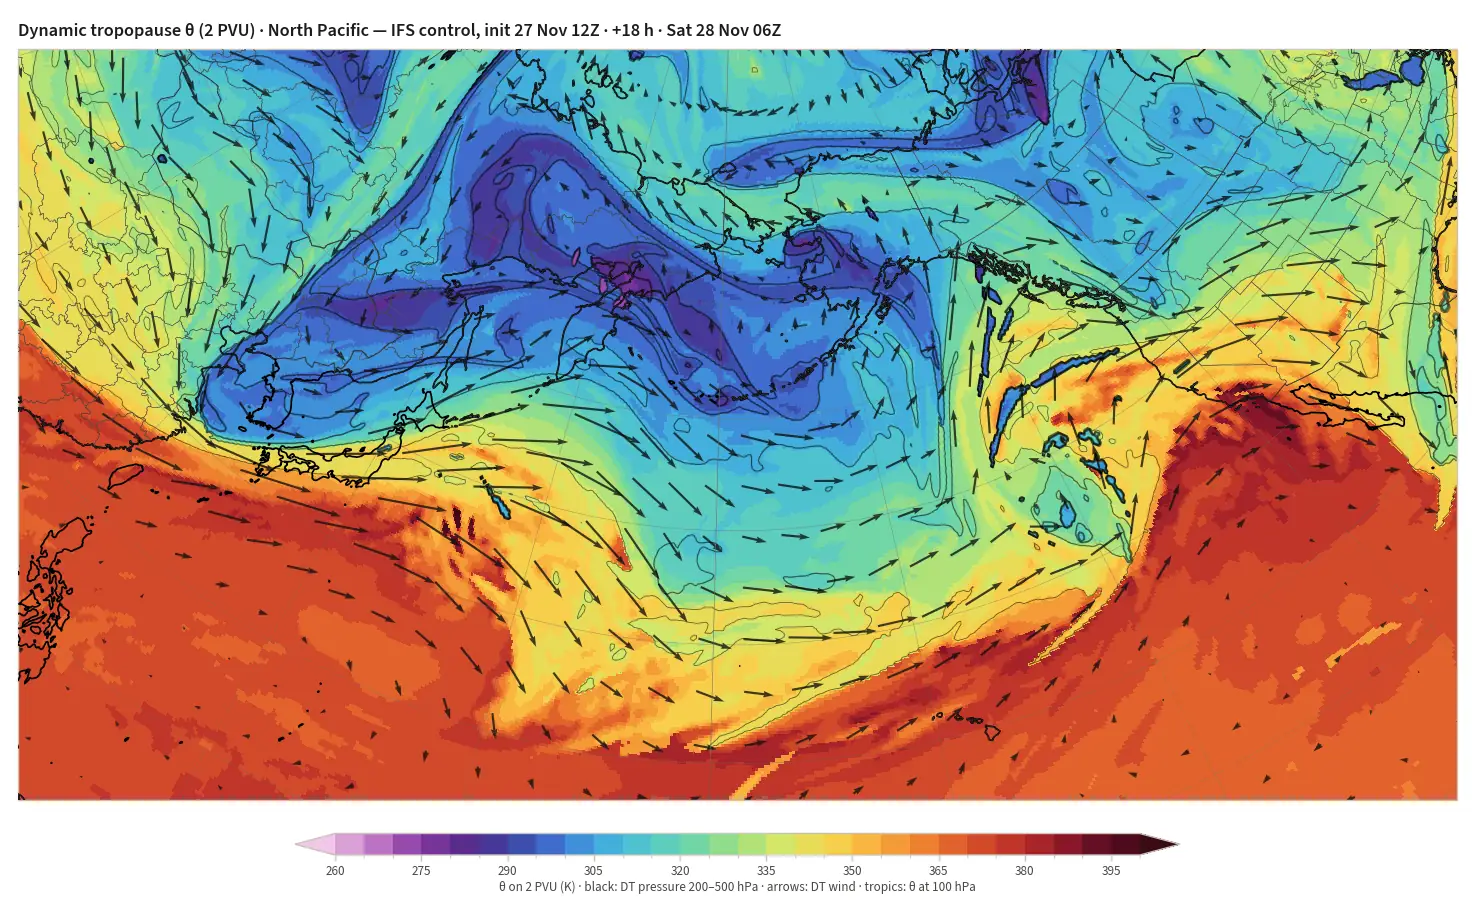 Dynamic tropopause θ (2 PVU) · North Pacific — IFS control, init 27 Nov 12Z · +18 h · Sat 28 Nov 06Z
260 275 290 305 320 335 350 365 380 395
θ on 2 PVU (K) · black: DT pressure 200–500 hPa · arrows: DT wind · tropics: θ at 100 hPa